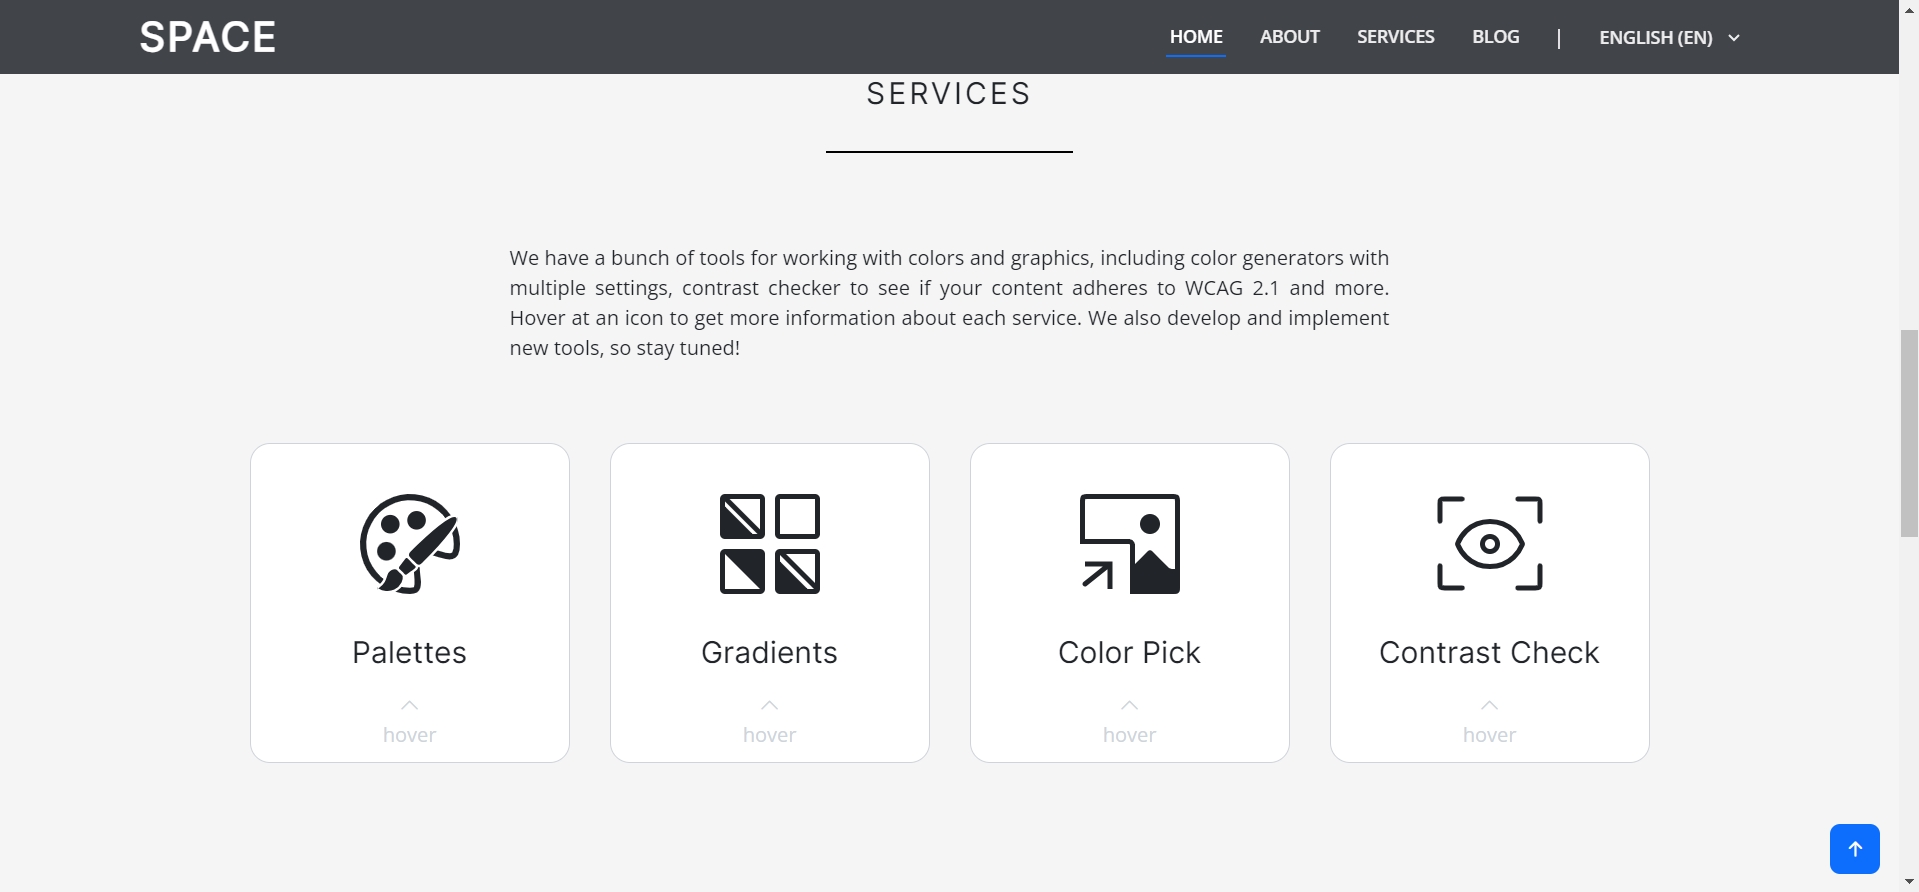 SPACE
HOME ABOUT SERVICES BLOG | ENGLISH (EN)
SERVICES
We have a bunch of tools for working with colors and graphics, including color generators with
multiple settings, contrast checker to see if your content adheres to WCAG 2.1 and more.
Hover at an icon to get more information about each service. We also develop and implement
new tools, so stay tuned!
Palettes
hover
Gradients
hover
Color Pick
hover
Contrast Check
hover